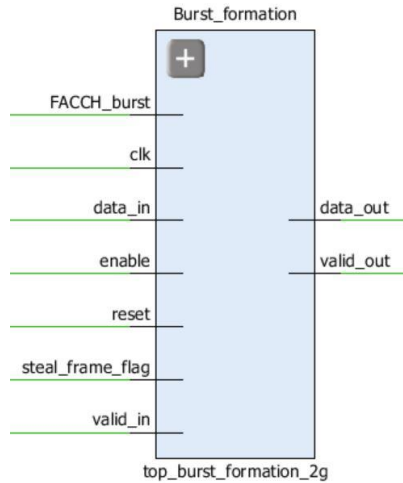 Burst_formation
FACCH_burst
clk
data_in
data_out
enable
valid_out
reset
steal_frame_flag
valid_in
top_burst_formation_2g